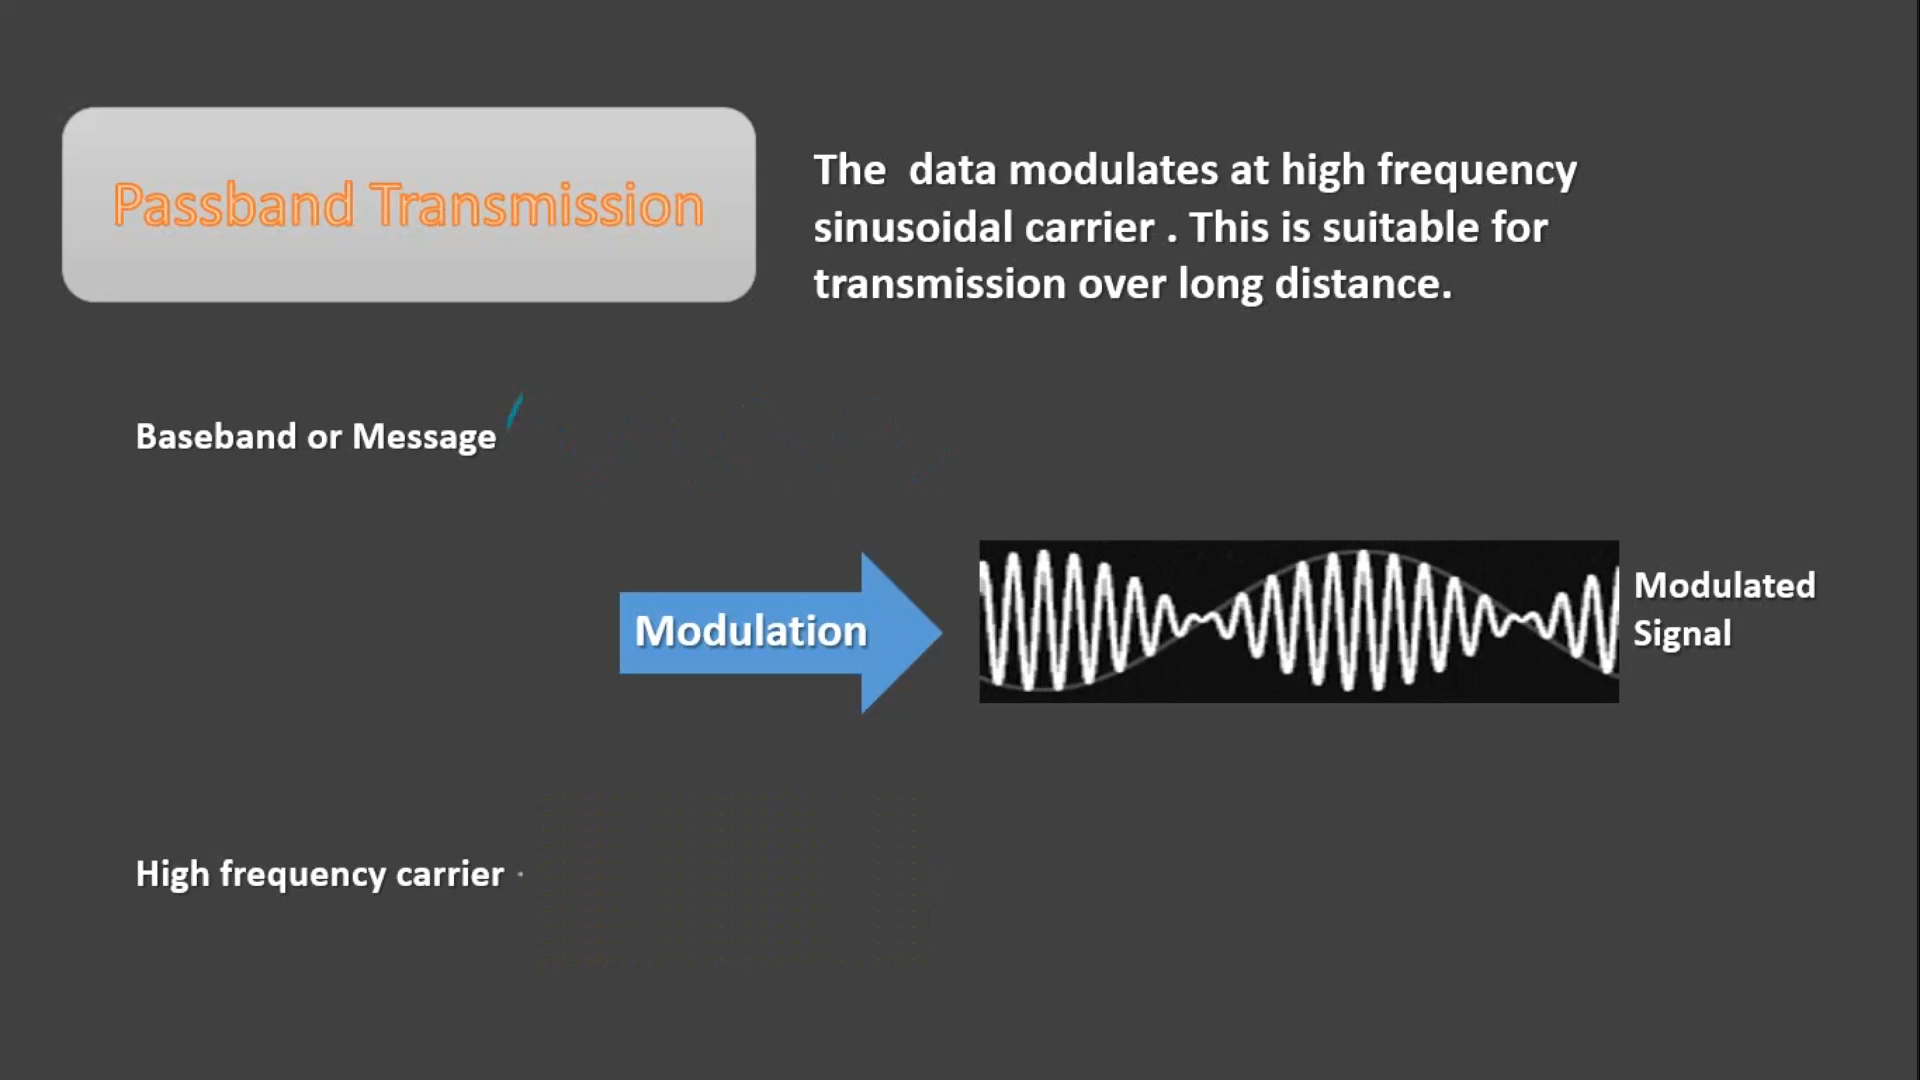 Passband Transmission
The  data modulates at high frequency
sinusoidal carrier . This is suitable for
transmission over long distance.
Baseband or Message
Modulation
Modulated
Signal
High frequency carrier